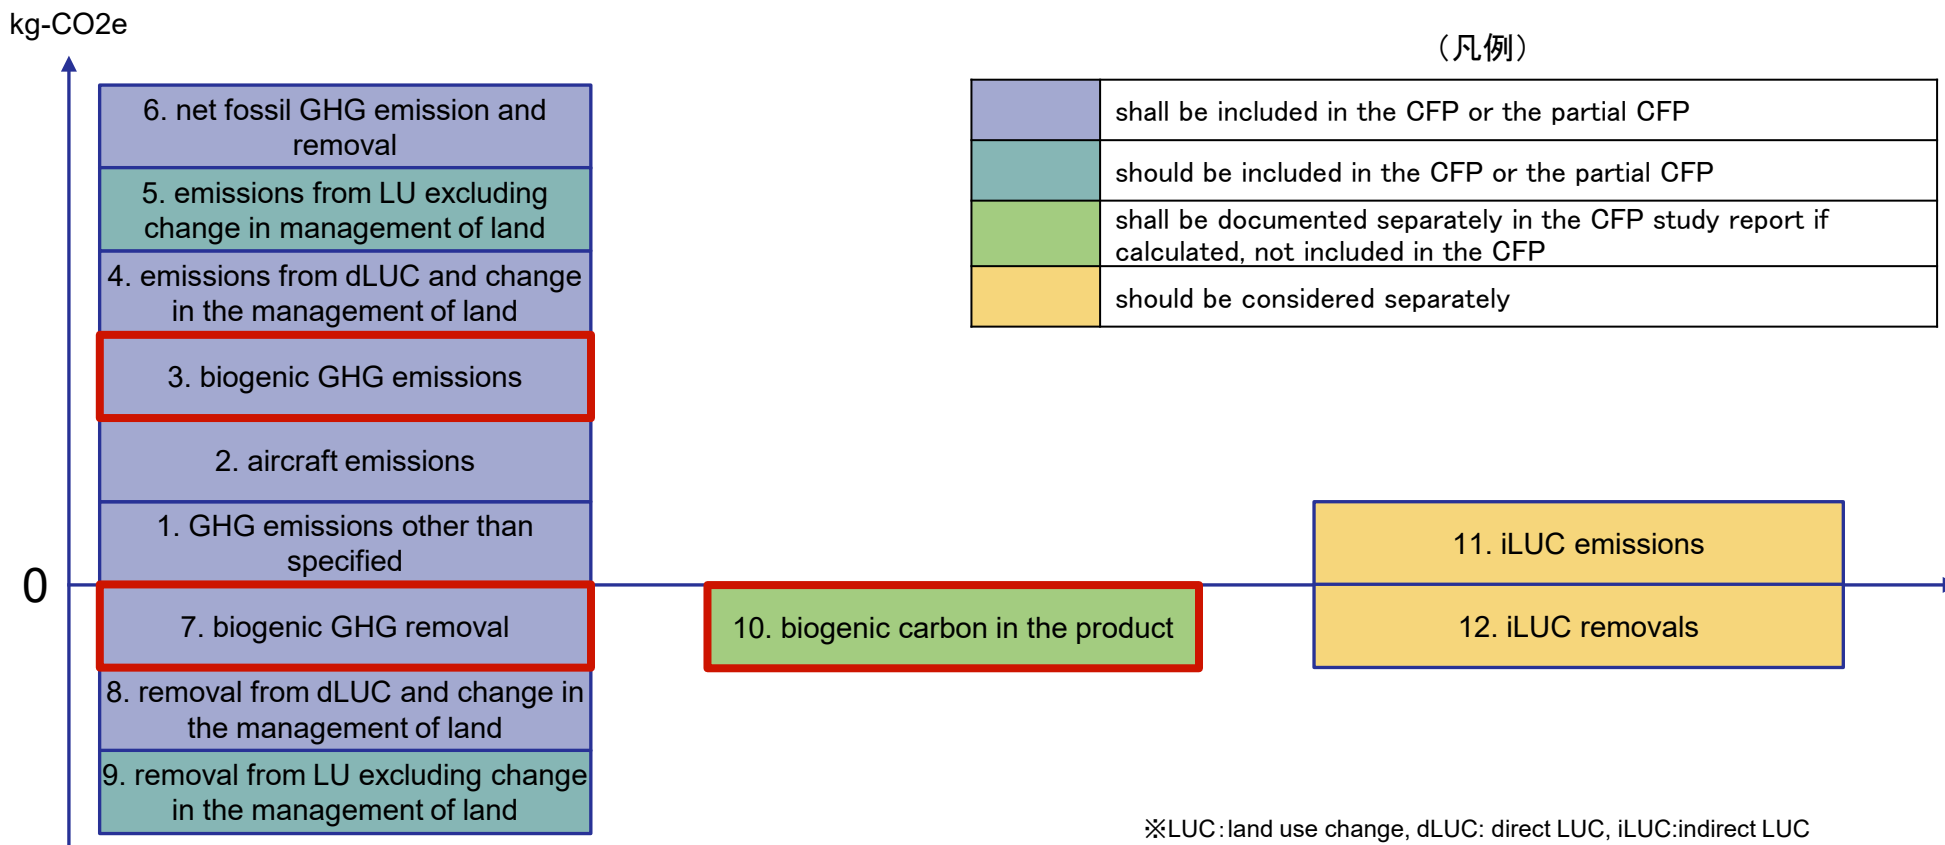 kg-CO2e
（凡例）
shall be included in the CFP or the partial CFP
should be included in the CFP or the partial CFP
shall be documented separately in the CFP study report if
calculated, not included in the CFP
should be considered separately
6. net fossil GHG emission and
removal
5. emissions from LU excluding
change in management of land
4. emissions from dLUC and change
in the management of land
3. biogenic GHG emissions
2. aircraft emissions
1. GHG emissions other than
specified
0
7. biogenic GHG removal
8. removal from dLUC and change in
the management of land
9. removal from LU excluding change
in the management of land
10. biogenic carbon in the product
11. iLUC emissions
12. iLUC removals
※LUC：land use change, dLUC: direct LUC, iLUC:indirect LUC